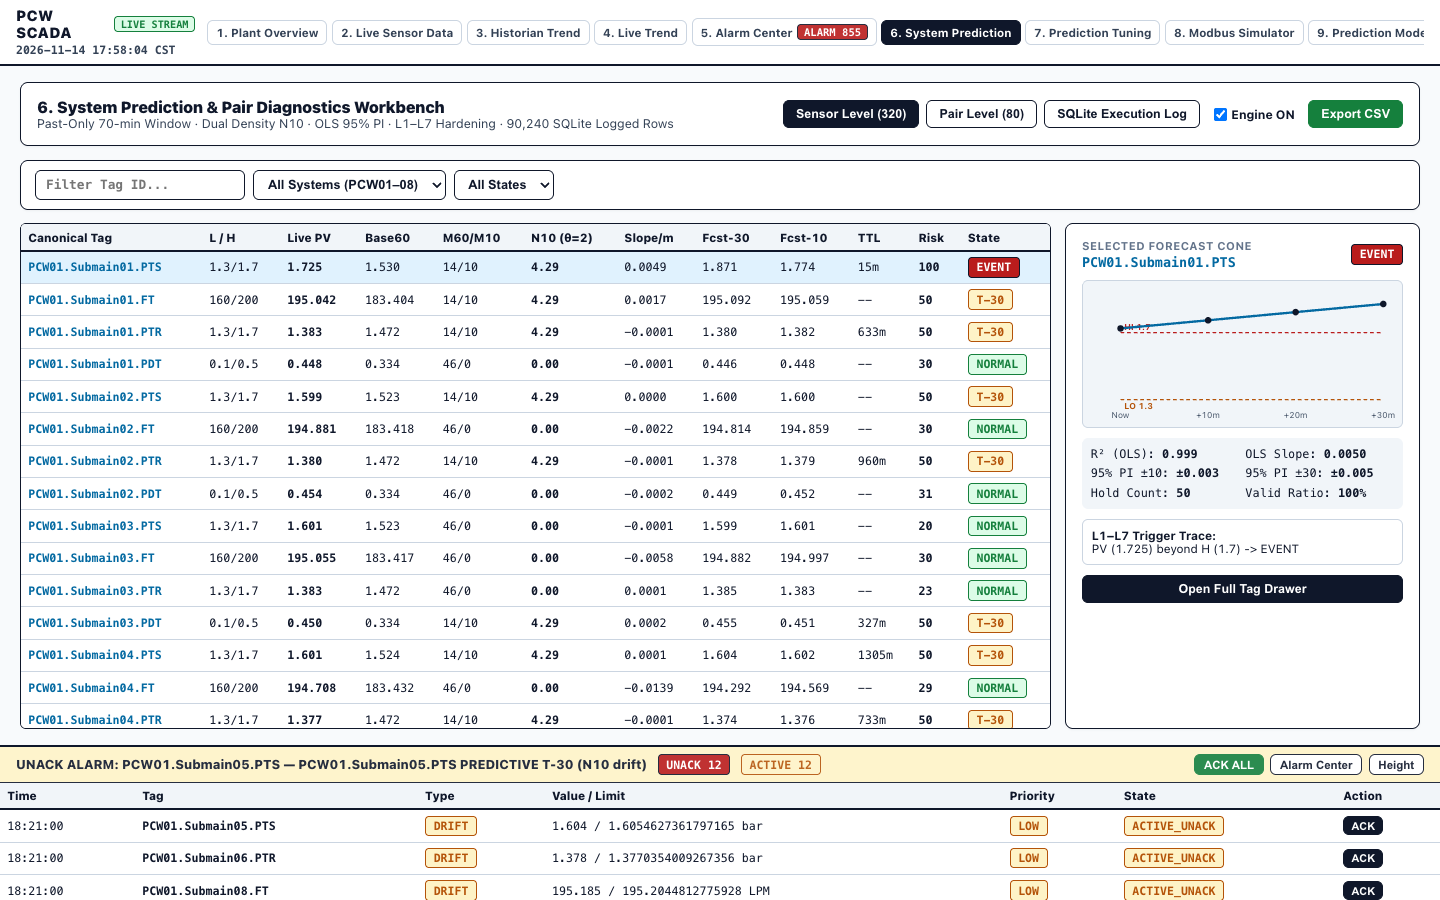 PCW SCADA
LIVE STREAM
2026-11-14 17:58:04 CST
1. Plant Overview
2. Live Sensor Data
3. Historian Trend
4. Live Trend
5. Alarm Center ALARM 855
6. System Prediction
7. Prediction Tuning
8. Modbus Simulator
9. Prediction Mode
6. System Prediction & Pair Diagnostics Workbench
Past-Only 70-min Window · Dual Density N10 · OLS 95% PI · L1–L7 Hardening · 90,240 SQLite Logged Rows
Sensor Level (320)
Pair Level (80)
SQLite Execution Log
Engine ON
Export CSV
Filter Tag ID...
All Systems (PCW01–08)
All States
Canonical Tag L / H Live PV Base60 M60/M10 N10 (θ=2) Slope/m Fcst-30 Fcst-10 TTL Risk State
PCW01.Submain01.PTS 1.3/1.7 1.725 1.530 14/10 4.29 0.0049 1.871 1.774 15m 100 EVENT
PCW01.Submain01.FT 160/200 195.042 183.404 14/10 4.29 0.0017 195.092 195.059 -- 50 T-30
PCW01.Submain01.PTR 1.3/1.7 1.383 1.472 14/10 4.29 -0.0001 1.380 1.382 633m 50 T-30
PCW01.Submain01.PDT 0.1/0.5 0.448 0.334 46/0 0.00 -0.0001 0.446 0.448 -- 30 NORMAL
PCW01.Submain02.PTS 1.3/1.7 1.599 1.523 14/10 4.29 0.0000 1.600 1.600 -- 50 T-30
PCW01.Submain02.FT 160/200 194.881 183.418 46/0 0.00 -0.0022 194.814 194.859 -- 30 NORMAL
PCW01.Submain02.PTR 1.3/1.7 1.380 1.472 14/10 4.29 -0.0001 1.378 1.379 960m 50 T-30
PCW01.Submain02.PDT 0.1/0.5 0.454 0.334 46/0 0.00 -0.0002 0.449 0.452 -- 31 NORMAL
PCW01.Submain03.PTS 1.3/1.7 1.601 1.523 46/0 0.00 -0.0001 1.599 1.601 -- 20 NORMAL
PCW01.Submain03.FT 160/200 195.055 183.417 46/0 0.00 -0.0058 194.882 194.997 -- 30 NORMAL
PCW01.Submain03.PTR 1.3/1.7 1.383 1.472 46/0 0.00 0.0001 1.385 1.383 -- 23 NORMAL
PCW01.Submain03.PDT 0.1/0.5 0.450 0.334 14/10 4.29 0.0002 0.455 0.451 327m 50 T-30
PCW01.Submain04.PTS 1.3/1.7 1.601 1.524 14/10 4.29 0.0001 1.604 1.602 1305m 50 T-30
PCW01.Submain04.FT 160/200 194.708 183.432 46/0 0.00 -0.0139 194.292 194.569 -- 29 NORMAL
PCW01.Submain04.PTR 1.3/1.7 1.377 1.472 14/10 4.29 -0.0001 1.374 1.376 733m 50 T-30
SELECTED FORECAST CONE
PCW01.Submain01.PTS
EVENT
HI 1.7
LO 1.3
Now +10m +20m +30m
R² (OLS): 0.999 OLS Slope: 0.0050
95% PI ±10: ±0.003 95% PI ±30: ±0.005
Hold Count: 50 Valid Ratio: 100%
L1–L7 Trigger Trace:
PV (1.725) beyond H (1.7) -> EVENT
Open Full Tag Drawer
UNACK ALARM: PCW01.Submain05.PTS — PCW01.Submain05.PTS PREDICTIVE T-30 (N10 drift) UNACK 12 ACTIVE 12 ACK ALL Alarm Center Height
Time Tag Type Value / Limit Priority State Action
18:21:00 PCW01.Submain05.PTS DRIFT 1.604 / 1.6054627361797165 bar LOW ACTIVE_UNACK ACK
18:21:00 PCW01.Submain06.PTR DRIFT 1.378 / 1.3770354009267356 bar LOW ACTIVE_UNACK ACK
18:21:00 PCW01.Submain08.FT DRIFT 195.185 / 195.2044812775928 LPM LOW ACTIVE_UNACK ACK